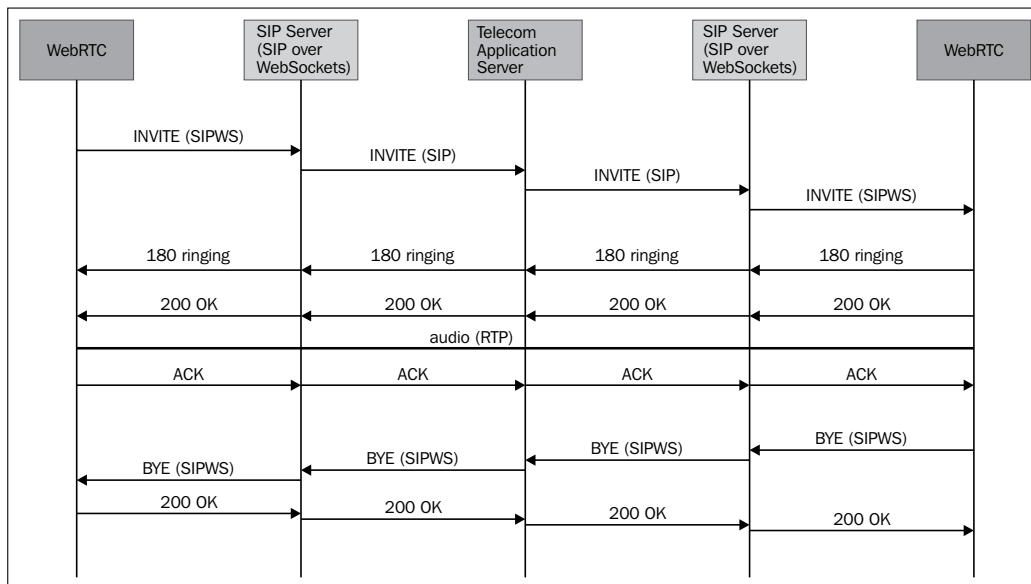 WebRTC
SIP Server
(SIP over
WebSockets)
Telecom
Application
Server
SIP Server
(SIP over
WebSockets)
WebRTC
INVITE (SIPWS)
INVITE (SIP)
INVITE (SIP)
INVITE (SIPWS)
180 ringing
180 ringing
180 ringing
180 ringing
200 OK
200 OK
200 OK
200 OK
audio (RTP)
ACK
ACK
ACK
ACK
BYE (SIPWS)
BYE (SIPWS)
BYE (SIPWS)
BYE (SIPWS)
200 OK
200 OK
200 OK
200 OK